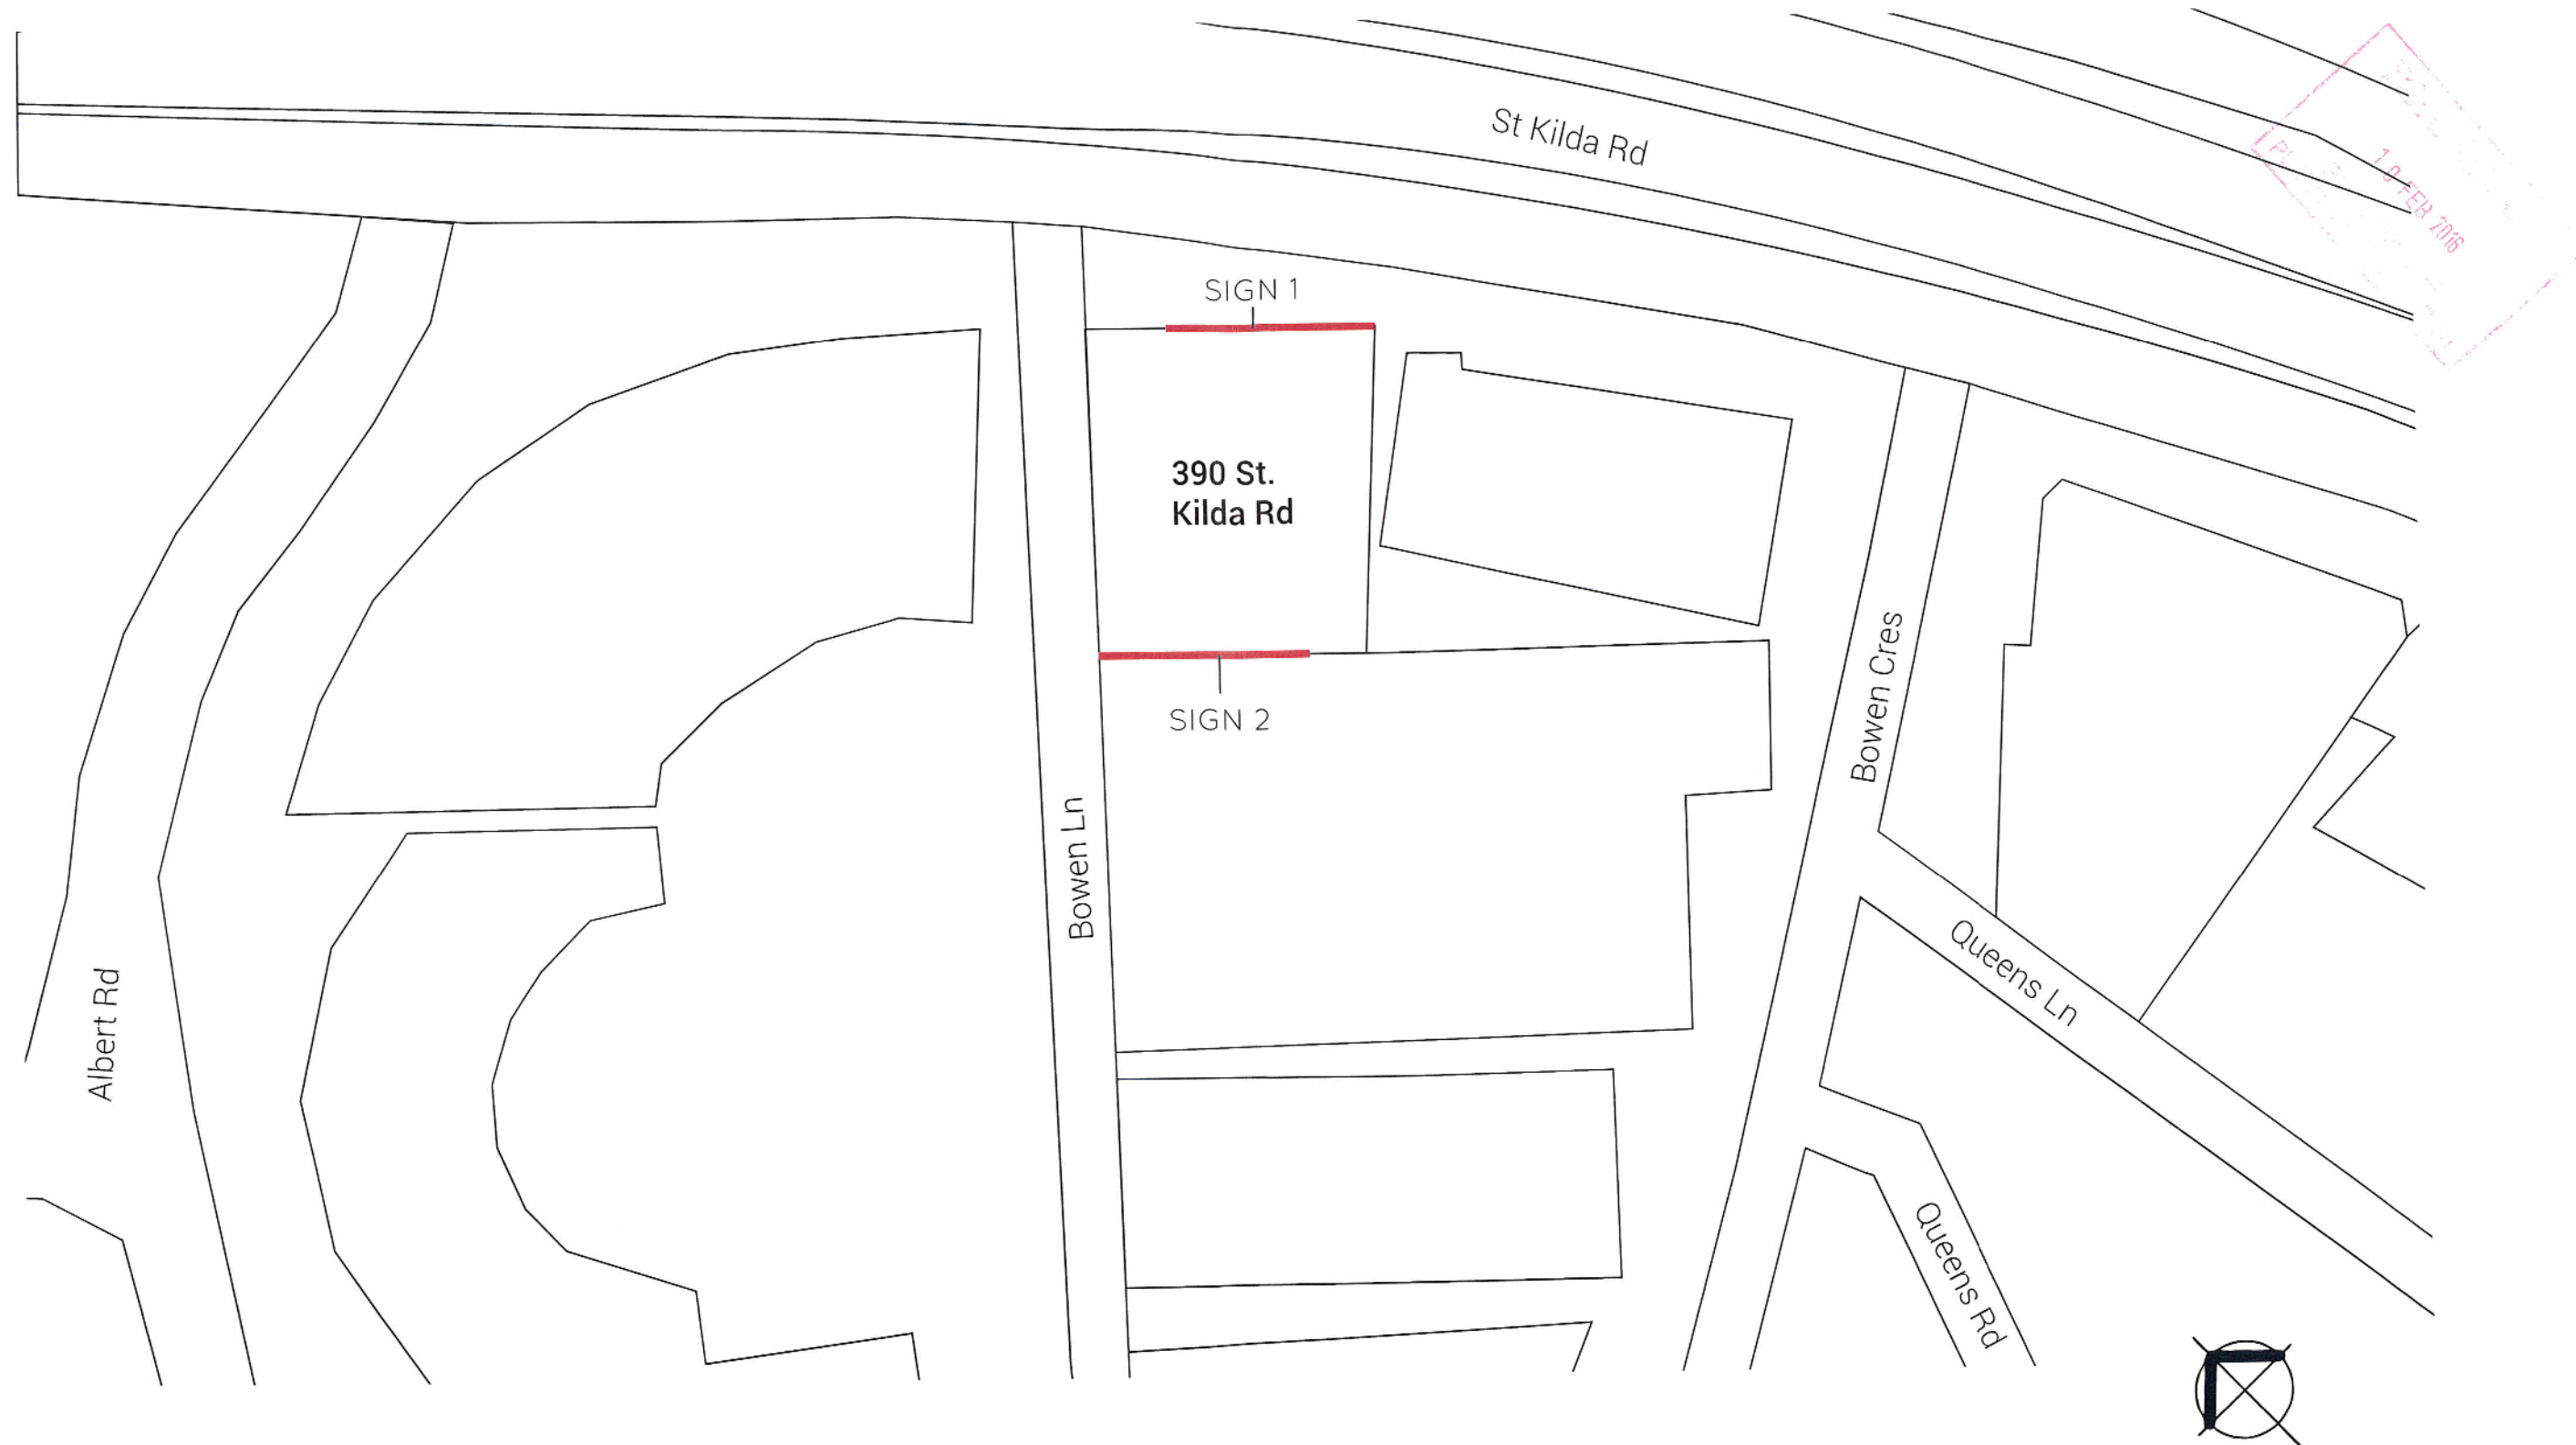 St Kilda Rd
10 FEB 2016
SIGN 1
390 St.
Kilda Rd
SIGN 2
Bowen Cres
Bowen Ln
Queens Ln
Albert Rd
Queens Rd